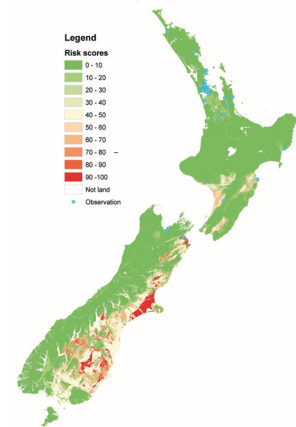 Legend
Risk scores
0 - 10
10 - 20
20 - 30
30 - 40
40 - 50
50 - 60
60 - 70
70 - 80 –
80 - 90
90 -100
Not land
Observation